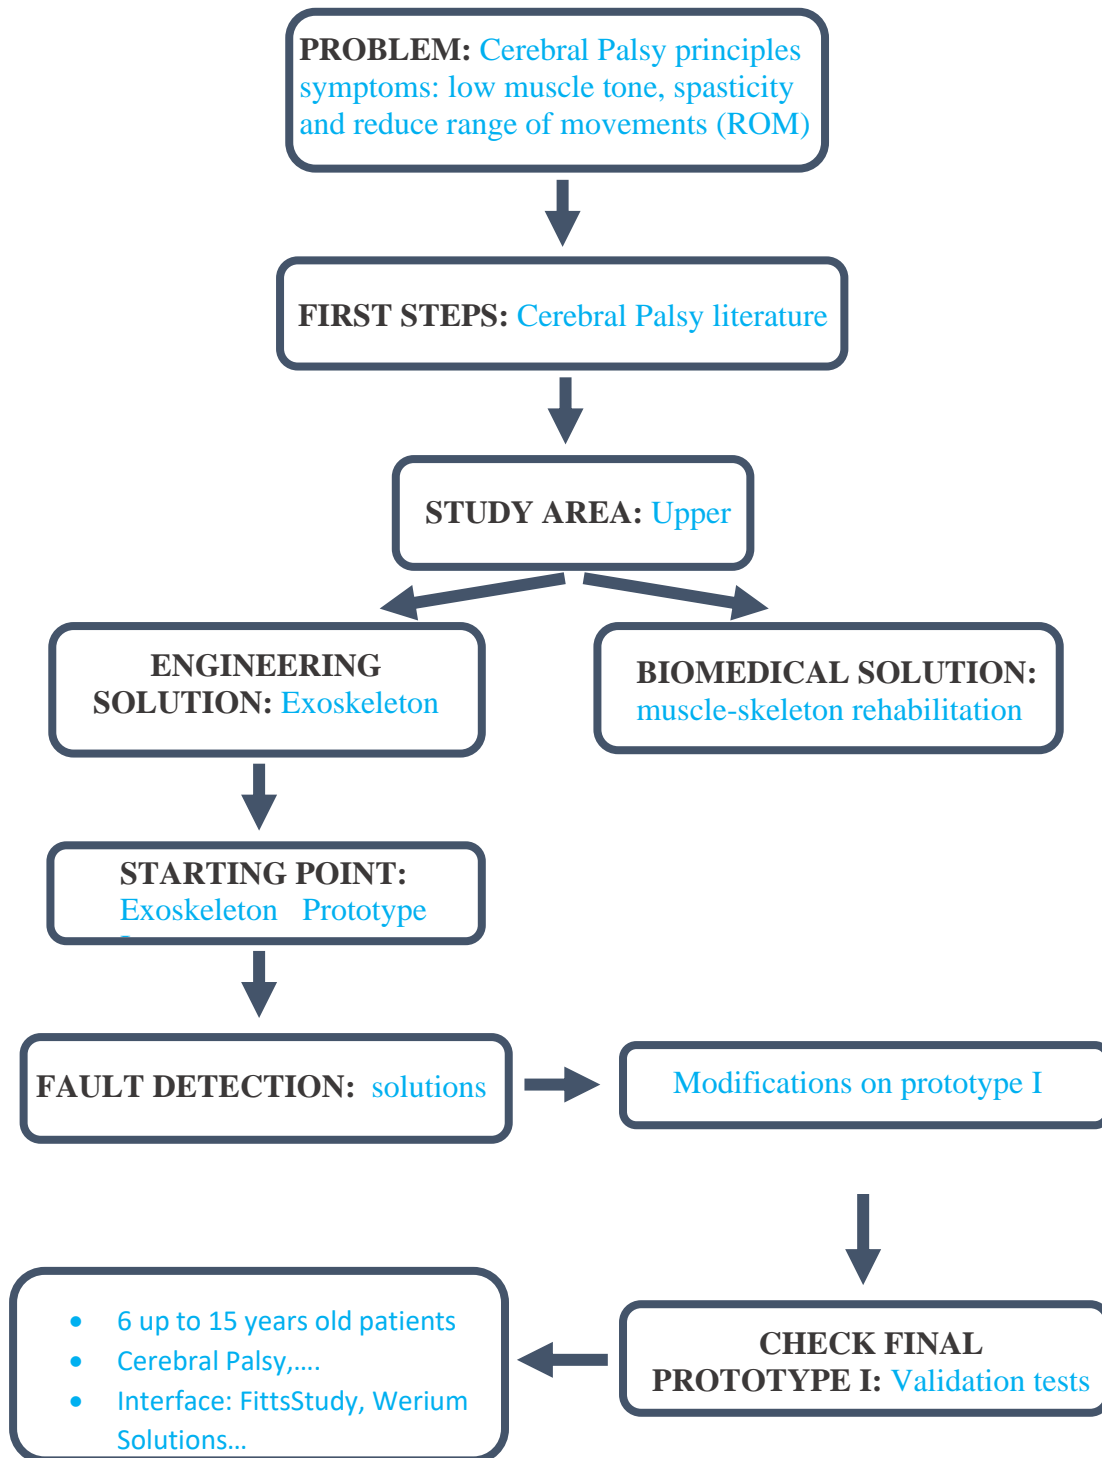 PROBLEM: Cerebral Palsy principles
symptoms: low muscle tone, spasticity
and reduce range of movements (ROM)
FIRST STEPS: Cerebral Palsy literature
STUDY AREA: Upper
ENGINEERING
SOLUTION: Exoskeleton
BIOMEDICAL SOLUTION:
muscle-skeleton rehabilitation
STARTING POINT:
Exoskeleton Prototype
FAULT DETECTION: solutions
Modifications on prototype I
CHECK FINAL
PROTOTYPE I: Validation tests
• 6 up to 15 years old patients
• Cerebral Palsy,….
• Interface: FittsStudy, Werium
Solutions…